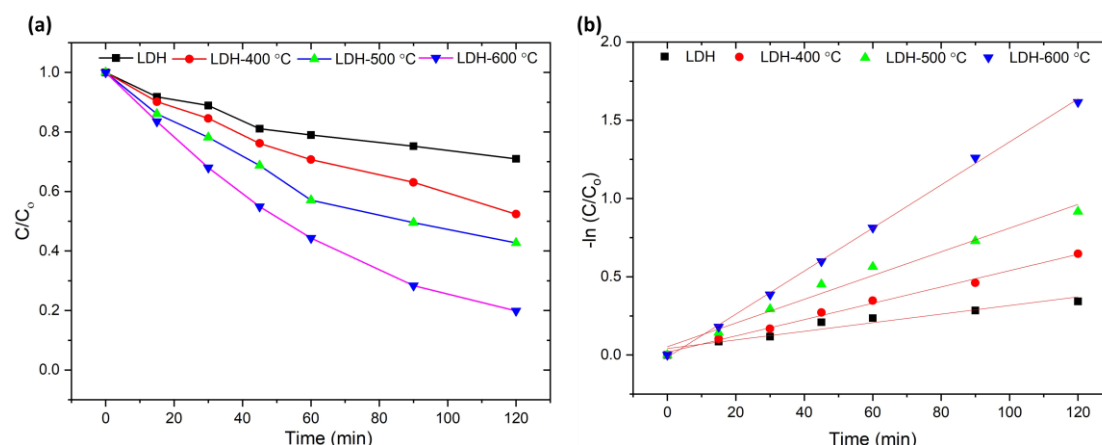 (a)
LDH LDH-400 °C LDH-500 °C LDH-600 °C
1.0
0.8
0.6
0.4
0.2
0.0
C/Co
0 20 40 60 80 100 120
Time (min)
(b)
2.0
LDH LDH-400 °C LDH-500 °C LDH-600 °C
1.5
1.0
0.5
0.0
-ln (C/Co)
0 20 40 60 80 100 120
Time (min)